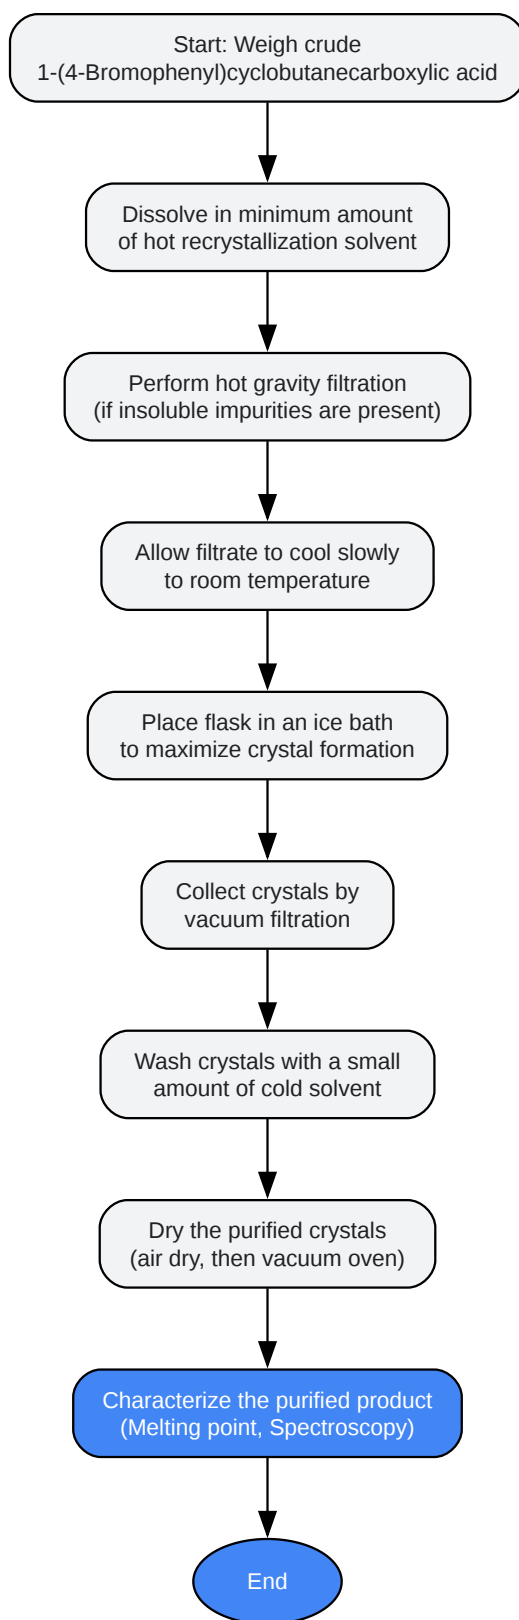 Start: Weigh crude
1-(4-Bromophenyl)cyclobutanecarboxylic acid
Dissolve in minimum amount
of hot recrystallization solvent
Perform hot gravity filtration
(if insoluble impurities are present)
Allow filtrate to cool slowly
to room temperature
Place flask in an ice bath
to maximize crystal formation
Collect crystals by
vacuum filtration
Wash crystals with a small
amount of cold solvent
Dry the purified crystals
(air dry, then vacuum oven)
Characterize the purified product
(Melting point, Spectroscopy)
End